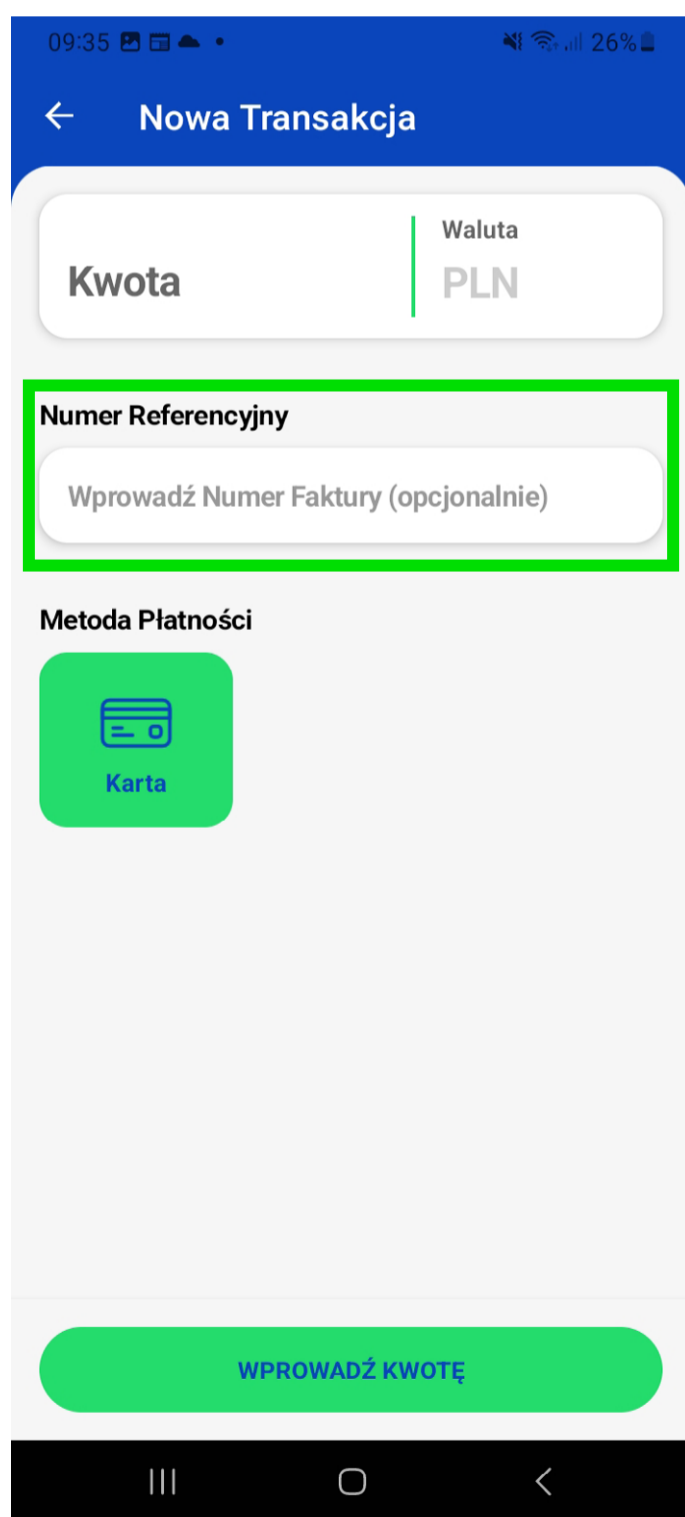 09:35 26%
Nowa Transakcja
Waluta
Kwota PLN
Numer Referencyjny
Wprowadź Numer Faktury (opcjonalnie)
Metoda Płatności
Karta
WPROWADŹ KWOTĘ